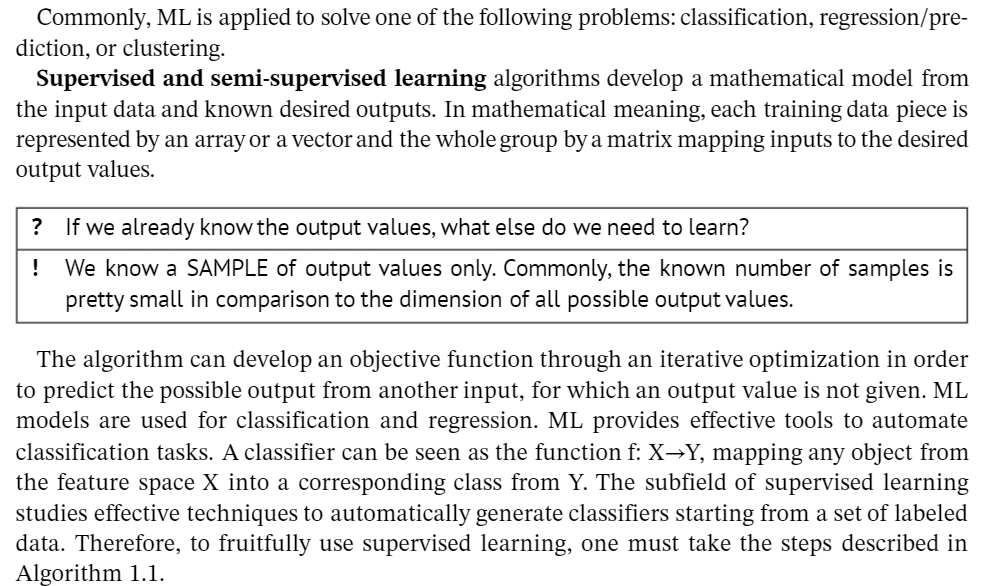 Commonly, ML is applied to solve one of the following problems: classification, regression/pre-
diction, or clustering.
Supervised and semi-supervised learning algorithms develop a mathematical model from
the input data and known desired outputs. In mathematical meaning, each training data piece is
represented by an array or a vector and the whole group by a matrix mapping inputs to the desired
output values.
? If we already know the output values, what else do we need to learn?
! We know a SAMPLE of output values only. Commonly, the known number of samples is
pretty small in comparison to the dimension of all possible output values.
The algorithm can develop an objective function through an iterative optimization in order
to predict the possible output from another input, for which an output value is not given. ML
models are used for classification and regression. ML provides effective tools to automate
classification tasks. A classifier can be seen as the function f: X→Y, mapping any object from
the feature space X into a corresponding class from Y. The subfield of supervised learning
studies effective techniques to automatically generate classifiers starting from a set of labeled
data. Therefore, to fruitfully use supervised learning, one must take the steps described in
Algorithm 1.1.